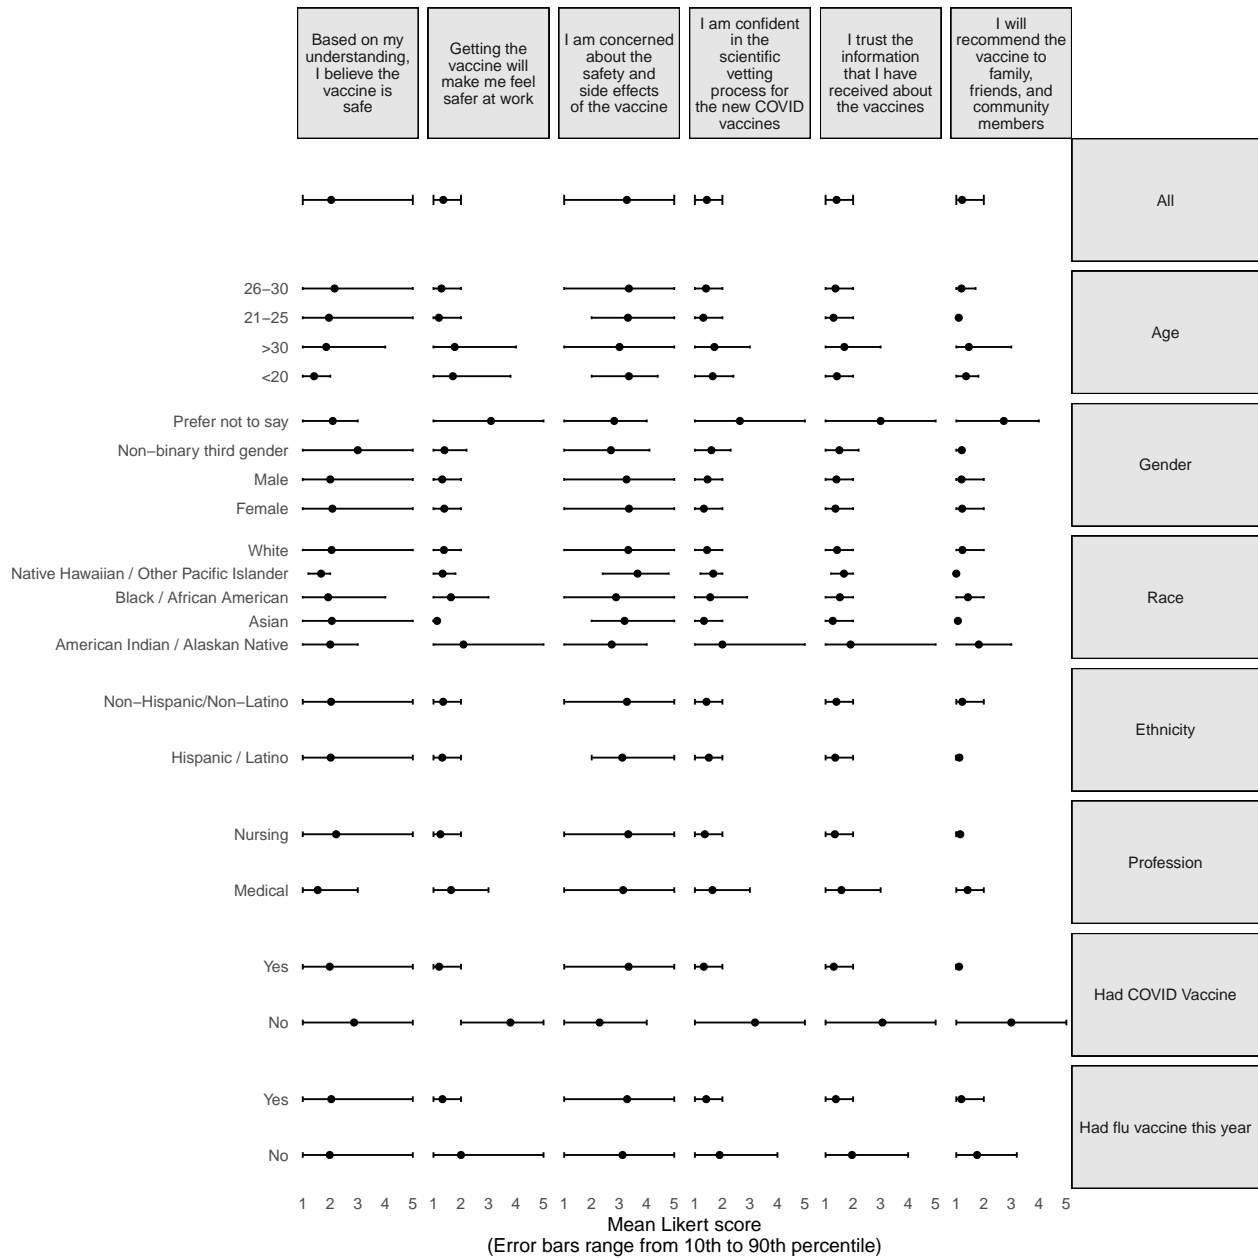 Based on my
understanding,
I believe the
vaccine is
safe
Getting the
vaccine will
make me feel
safer at work
I am concerned
about the
safety and
side effects
of the vaccine
I am confident
in the
scientific
vetting
process for
the new COVID
vaccines
I trust the
information
that I have
received about
the vaccines
I will
recommend the
vaccine to
family,
friends, and
community
members
All
26−30
21−25
>30
<20
Age
Prefer not to say
Non−binary third gender
Male
Female
Gender
White
Native Hawaiian / Other Pacific Islander
Black / African American
Asian
American Indian / Alaskan Native
Race
Non−Hispanic/Non−Latino
Hispanic / Latino
Ethnicity
Nursing
Medical
Profession
Yes
No
Had COVID Vaccine
Yes
No
Had flu vaccine this year
1 2 3 4 5 1 2 3 4 5 1 2 3 4 5 1 2 3 4 5 1 2 3 4 5 1 2 3 4 5
Mean Likert score
(Error bars range from 10th to 90th percentile)